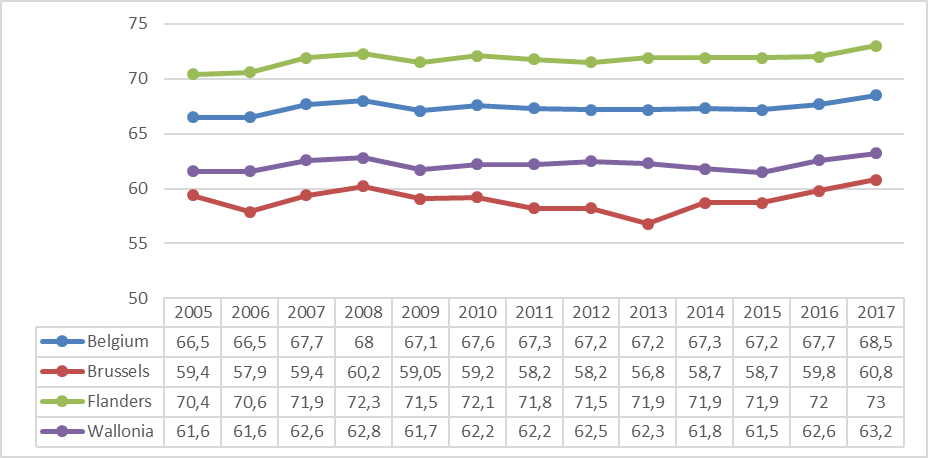 75
70
65
60
55
50
2005 2006 2007 2008 2009 2010 2011 2012 2013 2014 2015 2016 2017
Belgium 66,5 66,5 67,7 68 67,1 67,6 67,3 67,2 67,2 67,3 67,2 67,7 68,5
Brussels 59,4 57,9 59,4 60,2 59,05 59,2 58,2 58,2 56,8 58,7 58,7 59,8 60,8
Flanders 70,4 70,6 71,9 72,3 71,5 72,1 71,8 71,5 71,9 71,9 71,9 72 73
Wallonia 61,6 61,6 62,6 62,8 61,7 62,2 62,2 62,5 62,3 61,8 61,5 62,6 63,2